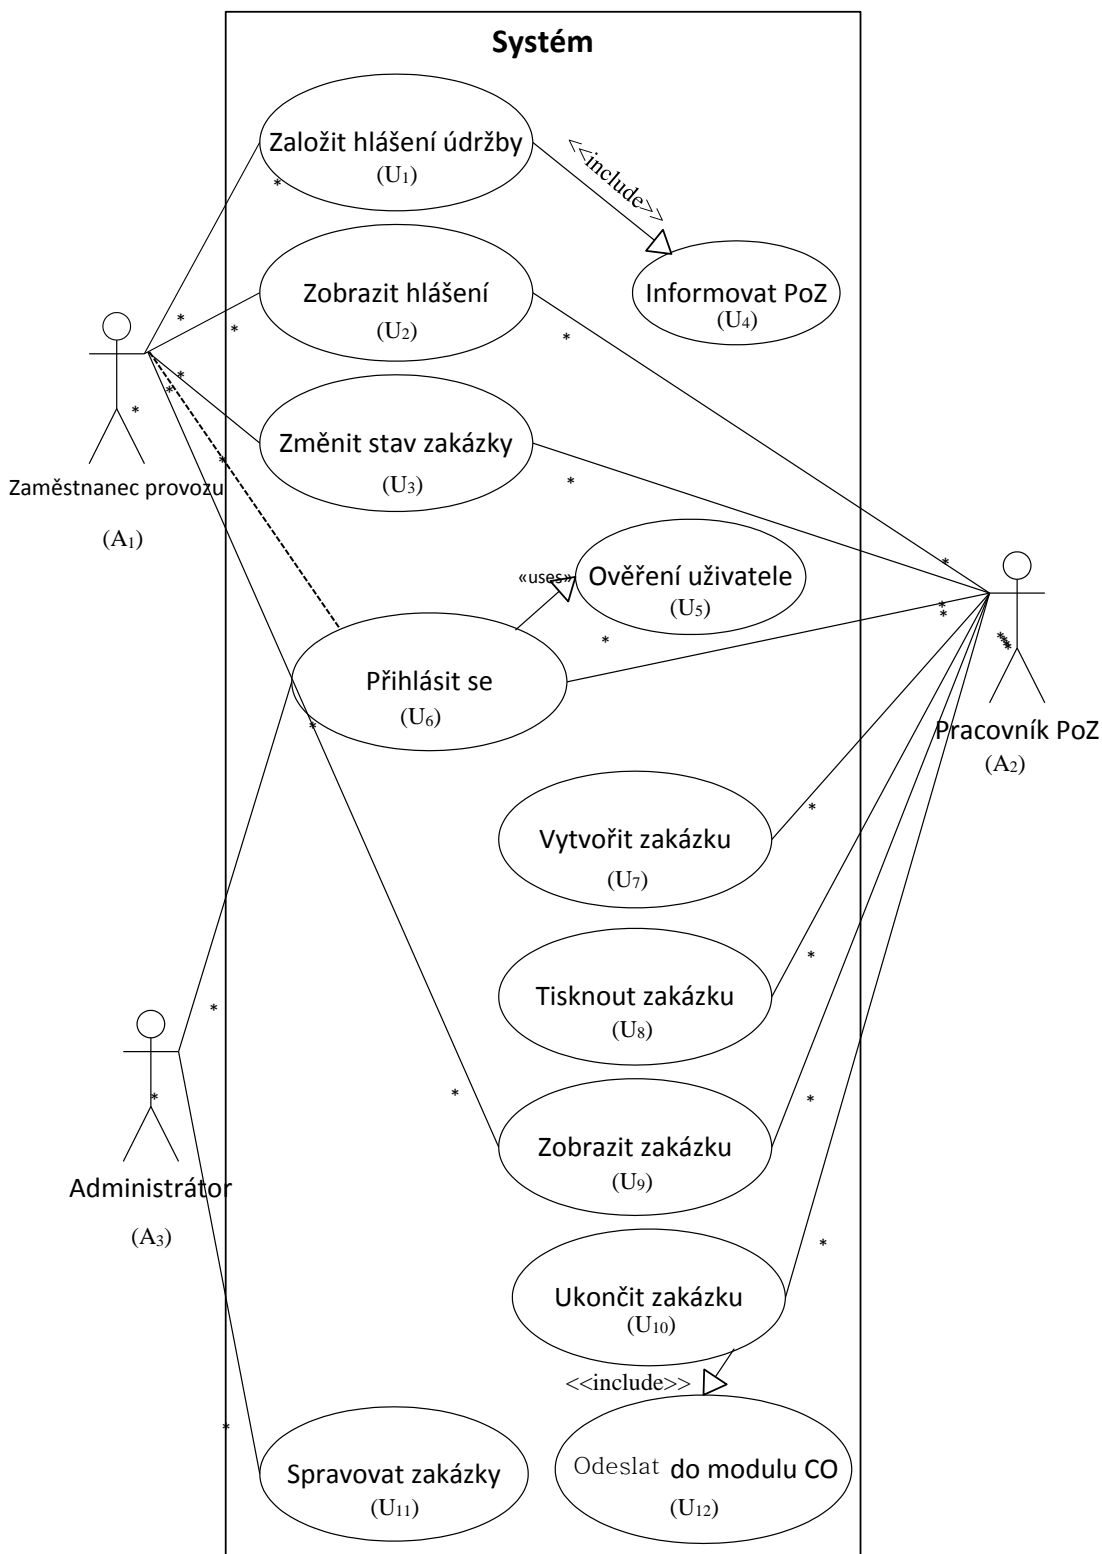 Systém
Založit hlášení údržby
(U1)
<<include>>
Zobrazit hlášení
(U2)
Informovat PoZ
(U4)
Změnit stav zakázky
(U3)
Zaměstnanec provozu
(A1)
«uses»
Ověření uživatele
(U5)
Přihlásit se
(U6)
Pracovník PoZ
(A2)
Vytvořit zakázku
(U7)
Tisknout zakázku
(U8)
Zobrazit zakázku
(U9)
Administrátor
(A3)
Ukončit zakázku
(U10)
<<include>>
Spravovat zakázky
(U11)
Odeslat do modulu CO
(U12)